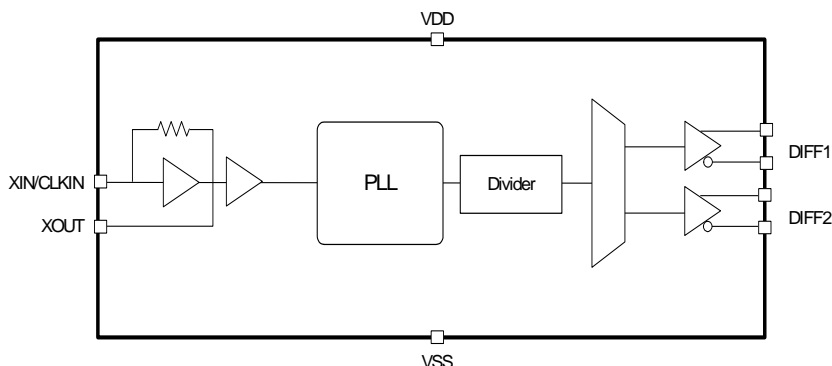 VDD
XIN/CLKIN
XOUT
PLL
Divider
DIFF1
DIFF2
VSS